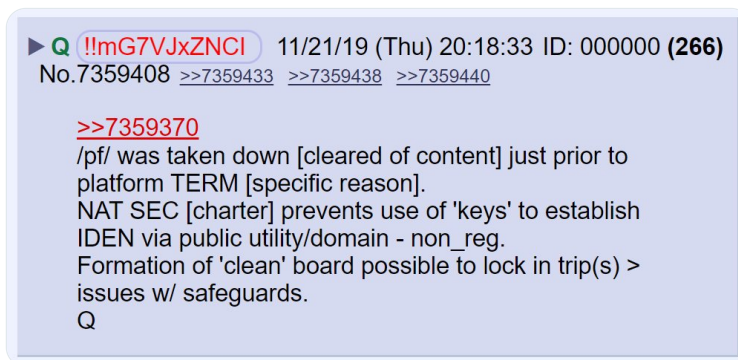 ▶ Q !!mG7VJxZNCI 11/21/19 (Thu) 20:18:33 ID: 000000 (266)
No.7359408 >>7359433 >>7359438 >>7359440
>>7359370
/pf/ was taken down [cleared of content] just prior to
platform TERM [specific reason].
NAT SEC [charter] prevents use of 'keys' to establish
IDEN via public utility/domain - non_reg.
Formation of 'clean' board possible to lock in trip(s) >
issues w/ safeguards.
Q